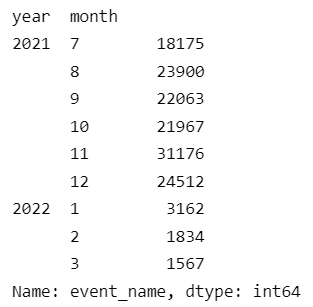 year  month
2021  7        18175
      8        23900
      9        22063
      10       21967
      11       31176
      12       24512
2022  1         3162
      2         1834
      3         1567
Name: event_name, dtype: int64